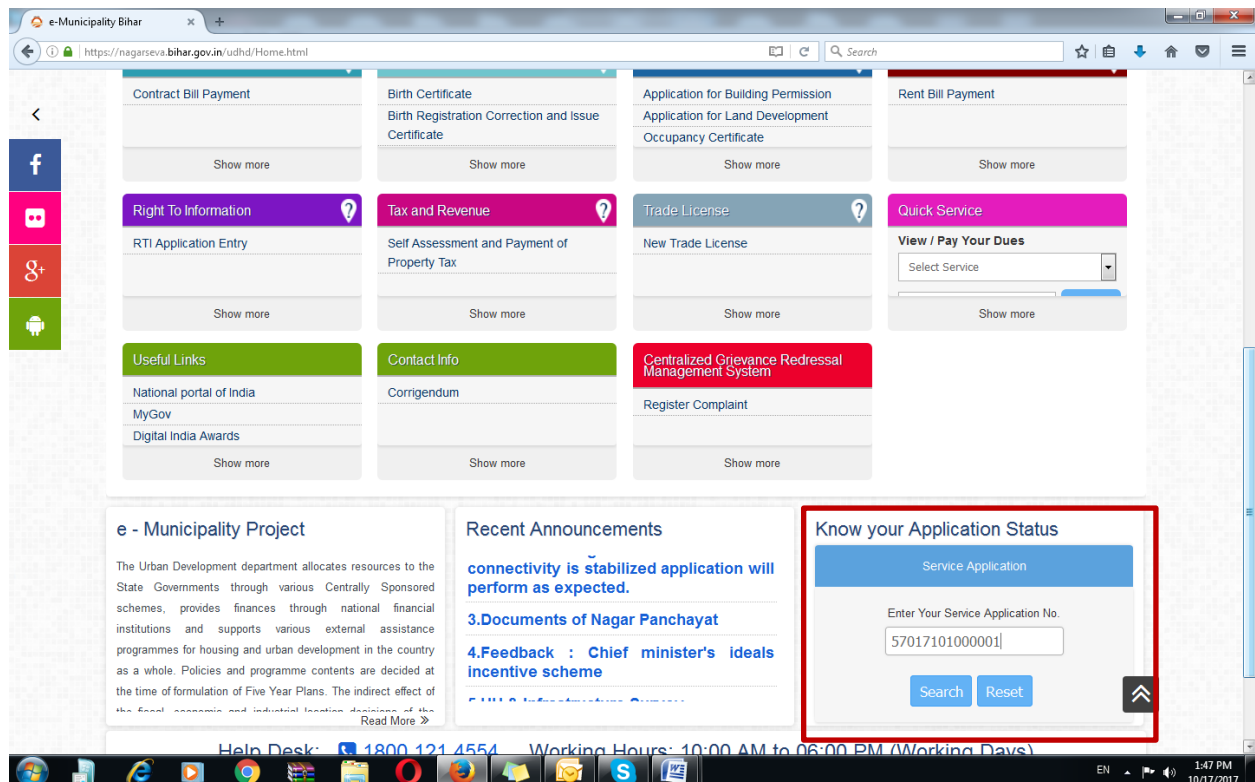 e-Municipality Bihar
https://nagarseva.bihar.gov.in/udhd/Home.html
Search
Contract Bill Payment
Show more
Birth Certificate
Birth Registration Correction and Issue
Certificate
Show more
Application for Building Permission
Application for Land Development
Occupancy Certificate
Show more
Rent Bill Payment
Show more
f
8+
Right To Information
?
RTI Application Entry
Show more
Tax and Revenue
?
Self Assessment and Payment of
Property Tax
Show more
Trade License
?
New Trade License
Show more
Quick Service
View / Pay Your Dues
Select Service
Show more
Useful Links
National portal of India
MyGov
Digital India Awards
Show more
Contact Info
Corrigendum
Show more
Centralized Grievance Redressal
Management System
Register Complaint
Show more
e - Municipality Project
The Urban Development department allocates resources to the
State Governments through various Centrally Sponsored
schemes, provides finances through national financial
institutions and supports various external assistance
programmes for housing and urban development in the country
as a whole. Policies and programme contents are decided at
the time of formulation of Five Year Plans. The indirect effect of
the fiscal, economic and industrial location decisions of the
Read More »
Recent Announcements
connectivity is stabilized application will
perform as expected.
3.Documents of Nagar Panchayat
4.Feedback : Chief minister's ideals
incentive scheme
Know your Application Status
Service Application
Enter Your Service Application No.
57017101000001
Search Reset
Help Desk: 1800 121 4554 Working Hours: 10:00 AM to 06:00 PM (Working Days)
EN
1:47 PM
10/17/2017